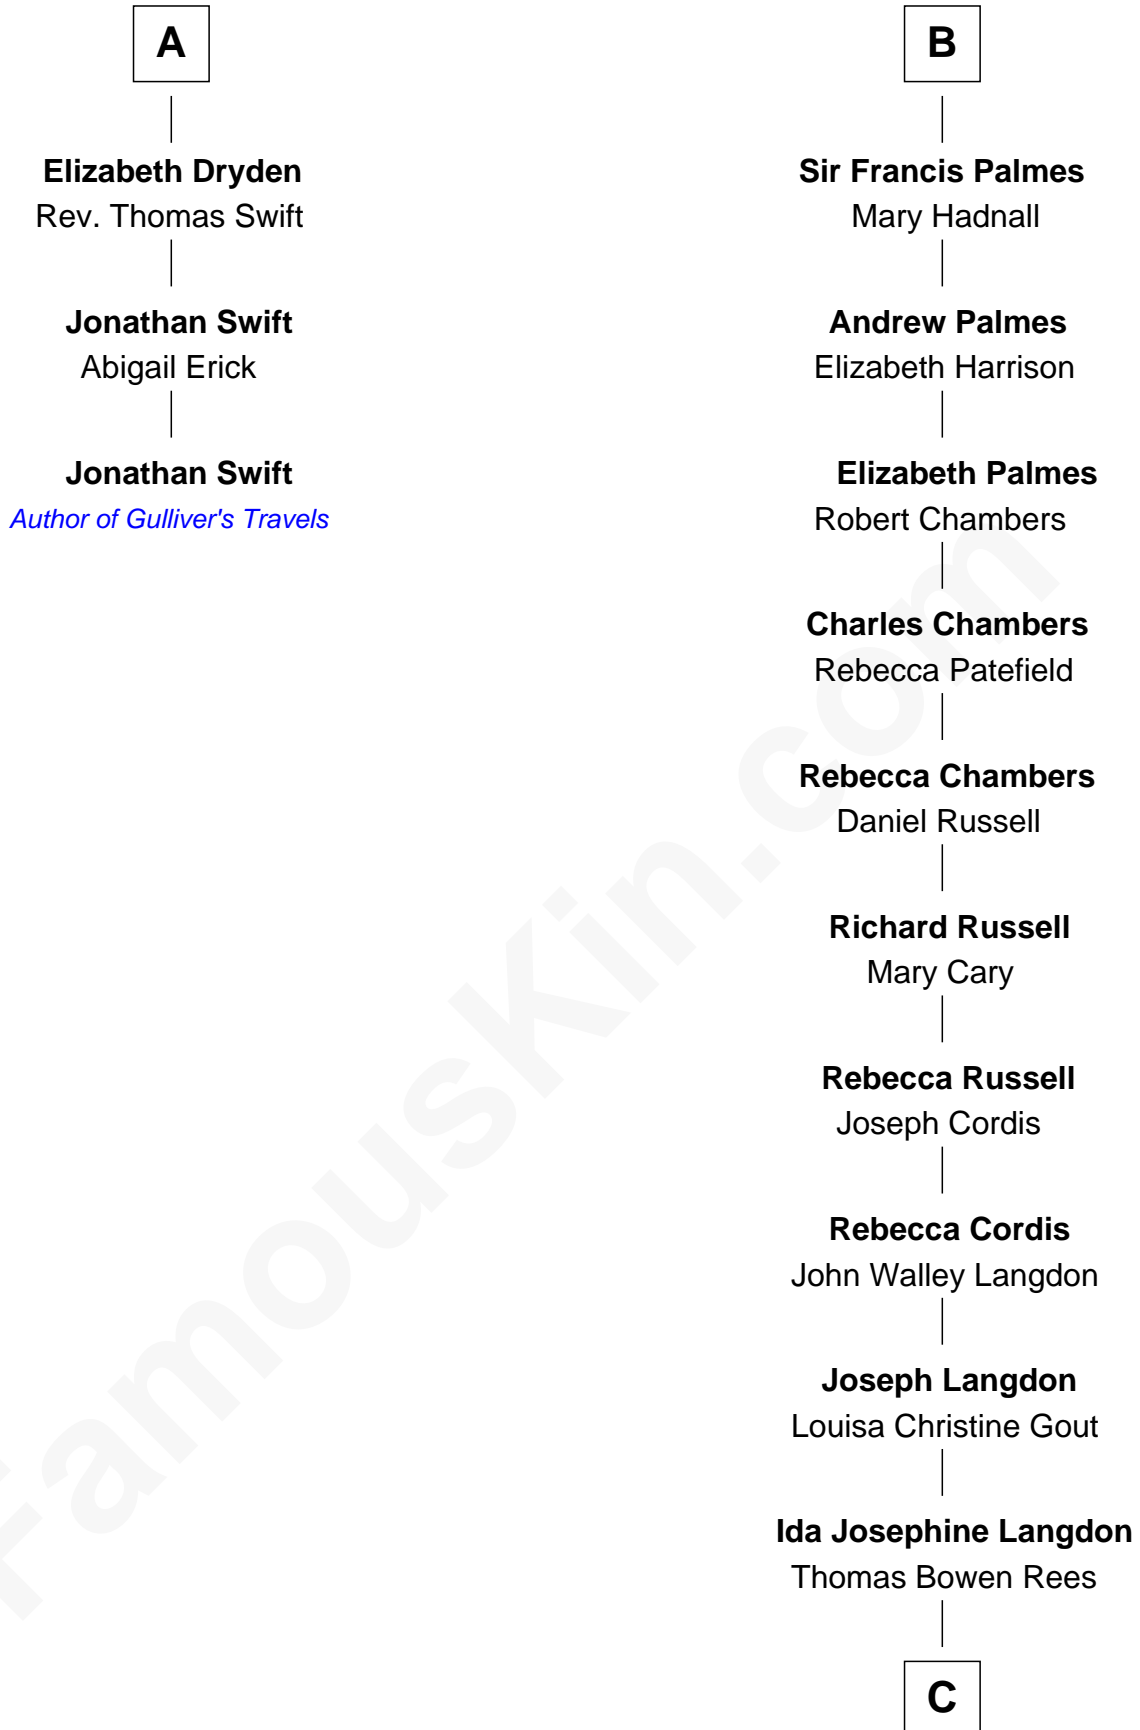 A
Elizabeth Dryden
Rev. Thomas Swift
Jonathan Swift
Abigail Erick
Jonathan Swift
Author of Gulliver's Travels
B
Sir Francis Palmes
Mary Hadnall
Andrew Palmes
Elizabeth Harrison
Elizabeth Palmes
Robert Chambers
Charles Chambers
Rebecca Patefield
Rebecca Chambers
Daniel Russell
Richard Russell
Mary Cary
Rebecca Russell
Joseph Cordis
Rebecca Cordis
John Walley Langdon
Joseph Langdon
Louisa Christine Gout
Ida Josephine Langdon
Thomas Bowen Rees
C
FamousKin.com